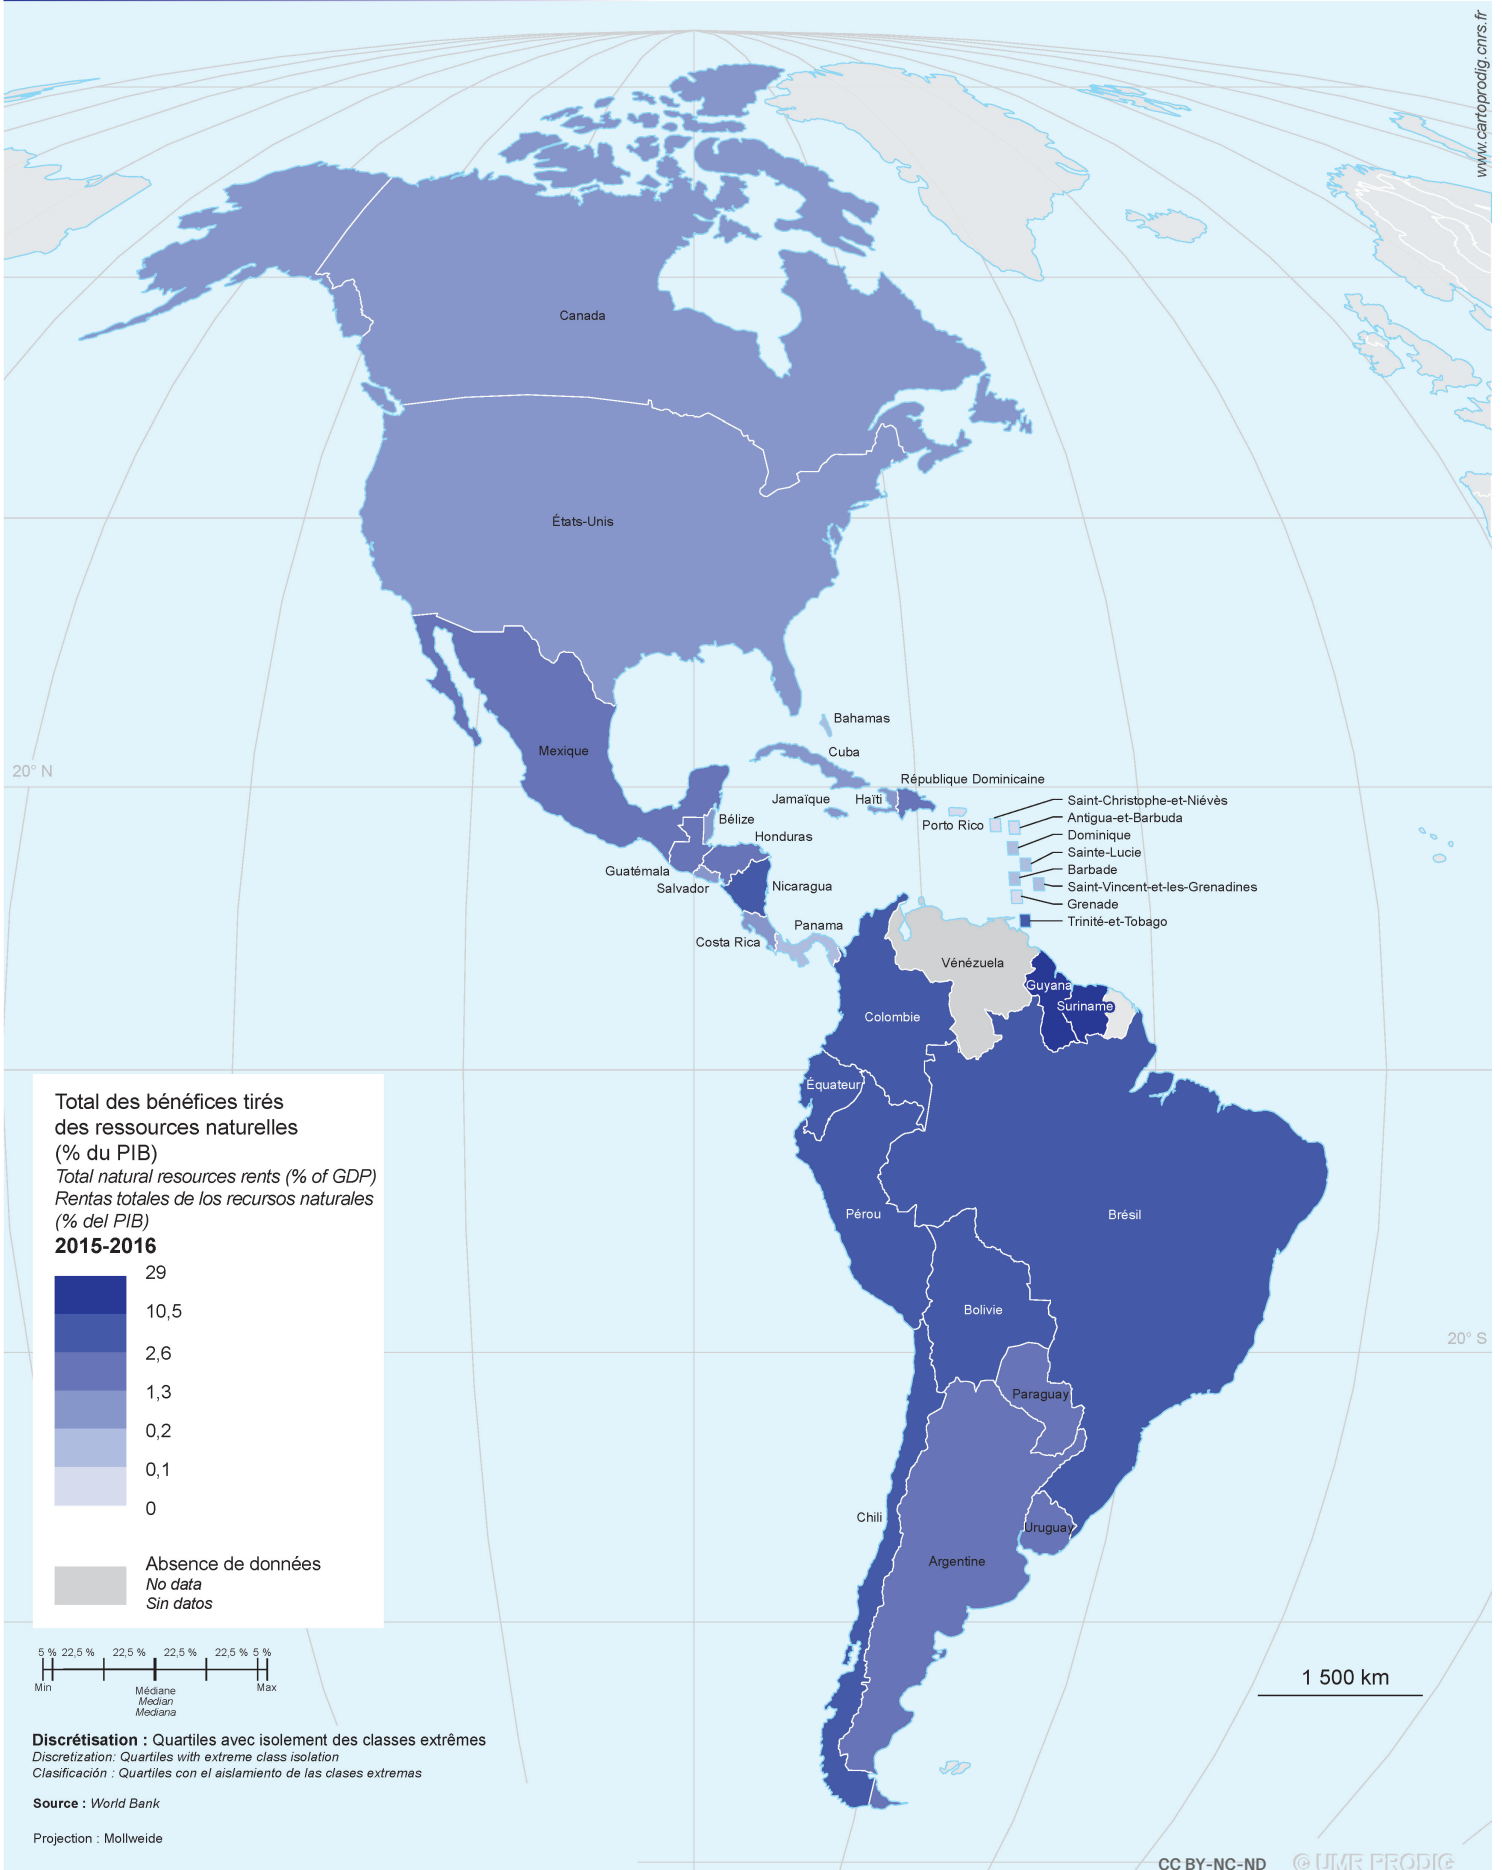 www.cartoprodig.cnrs.fr
Canada
États-Unis
Bahamas
Mexique
Cuba
20° N
République Dominicaine
Jamaïque
Haïti
Saint-Christophe-et-Niévès
Bélize
Porto Rico
Antigua-et-Barbuda
Honduras
Dominique
Sainte-Lucie
Guatémala
Barbade
Salvador
Nicaragua
Saint-Vincent-et-les-Grenadines
Grenade
Panama
Trinité-et-Tobago
Costa Rica
Vénézuela
Guyana
Suriname
Colombie
Équateur
Pérou
Brésil
Bolivie
20° S
Paraguay
Chili
Uruguay
Argentine
Total des bénéfices tirés
des ressources naturelles
(% du PIB)
Total natural resources rents (% of GDP)
Rentas totales de los recursos naturales
(% del PIB)
2015-2016
29
10,5
2,6
1,3
0,2
0,1
0
Absence de données
No data
Sin datos
5 % 22,5 % 22,5 % 22,5 % 22,5 % 5 %
Min Médiane Max
Median
Mediana
1 500 km
Discrétisation : Quartiles avec isolement des classes extrêmes
Discretization: Quartiles with extreme class isolation
Clasificación : Quartiles con el aislamiento de las clases extremas
Source : World Bank
Projection : Mollweide
CC BY-NC-ND © UMR PRODIG